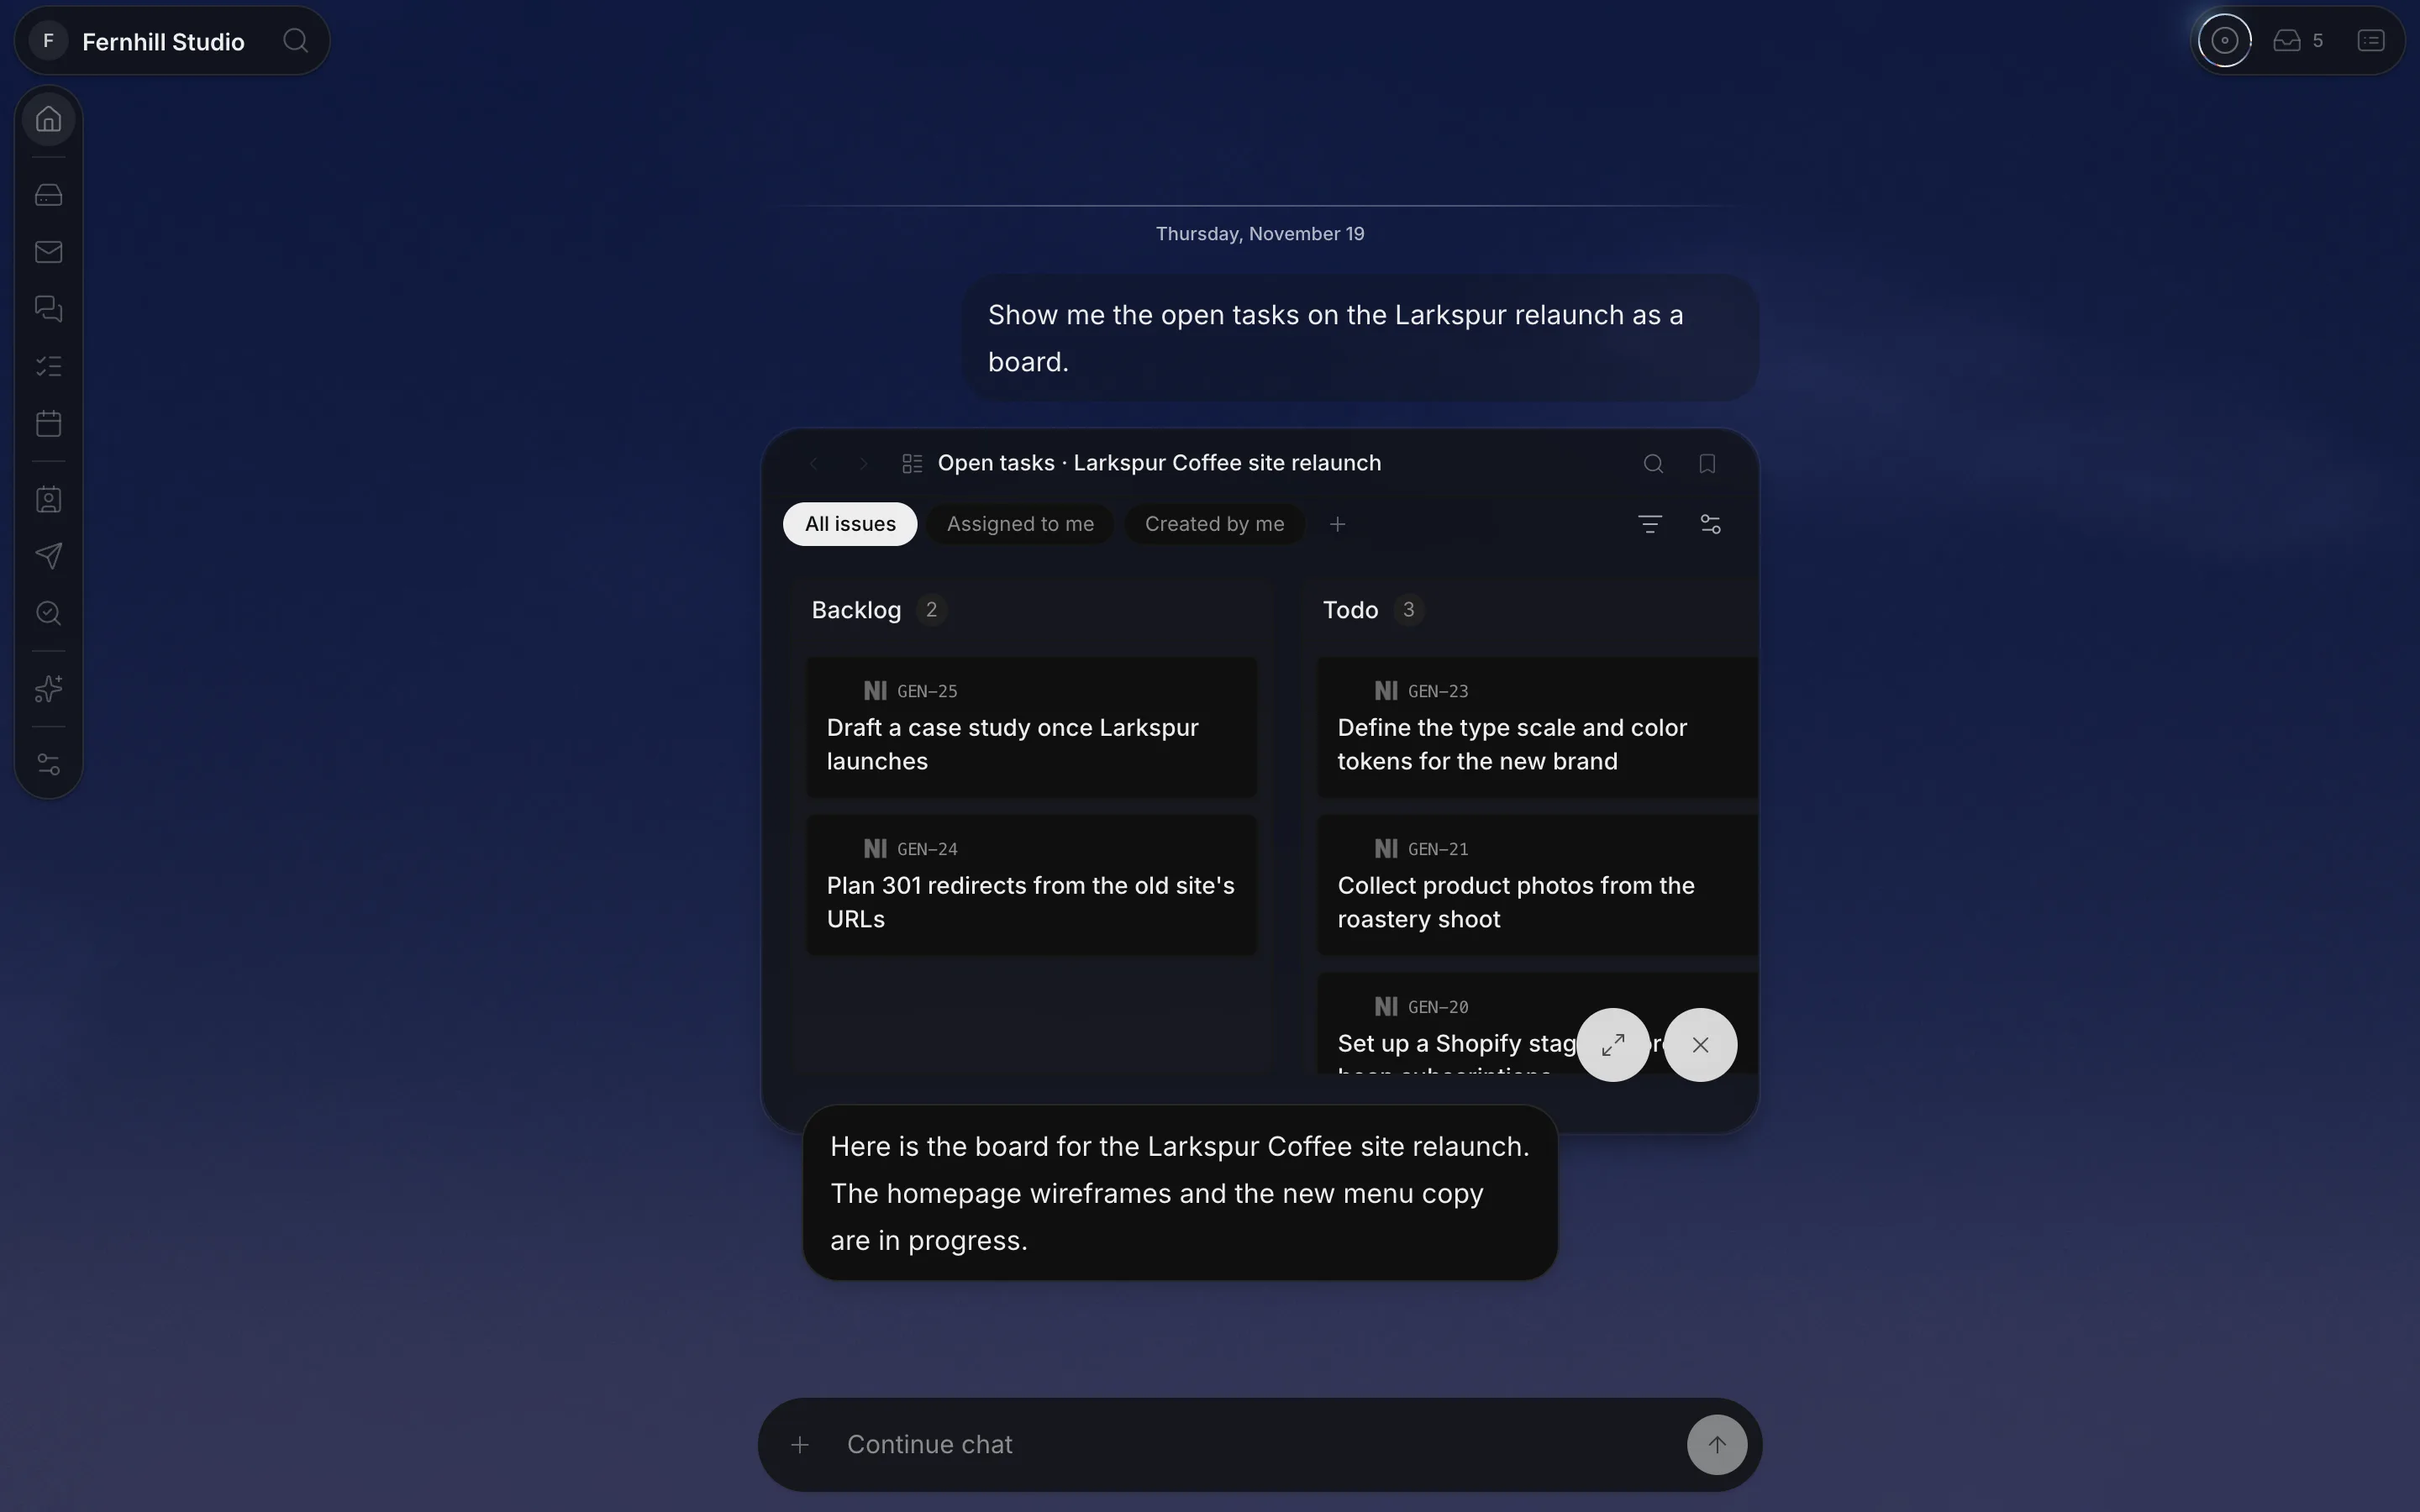 F Fernhill Studio
5
Thursday, November 19
Show me the open tasks on the Larkspur relaunch as a
board.
Open tasks · Larkspur Coffee site relaunch
All issues Assigned to me Created by me
Backlog 2
GEN-25
Draft a case study once Larkspur
launches
GEN-24
Plan 301 redirects from the old site's
URLs
Todo 3
GEN-23
Define the type scale and color
tokens for the new brand
GEN-21
Collect product photos from the
roastery shoot
GEN-20
Set up a Shopify
Here is the board for the Larkspur Coffee site relaunch.
The homepage wireframes and the new menu copy
are in progress.
Continue chat